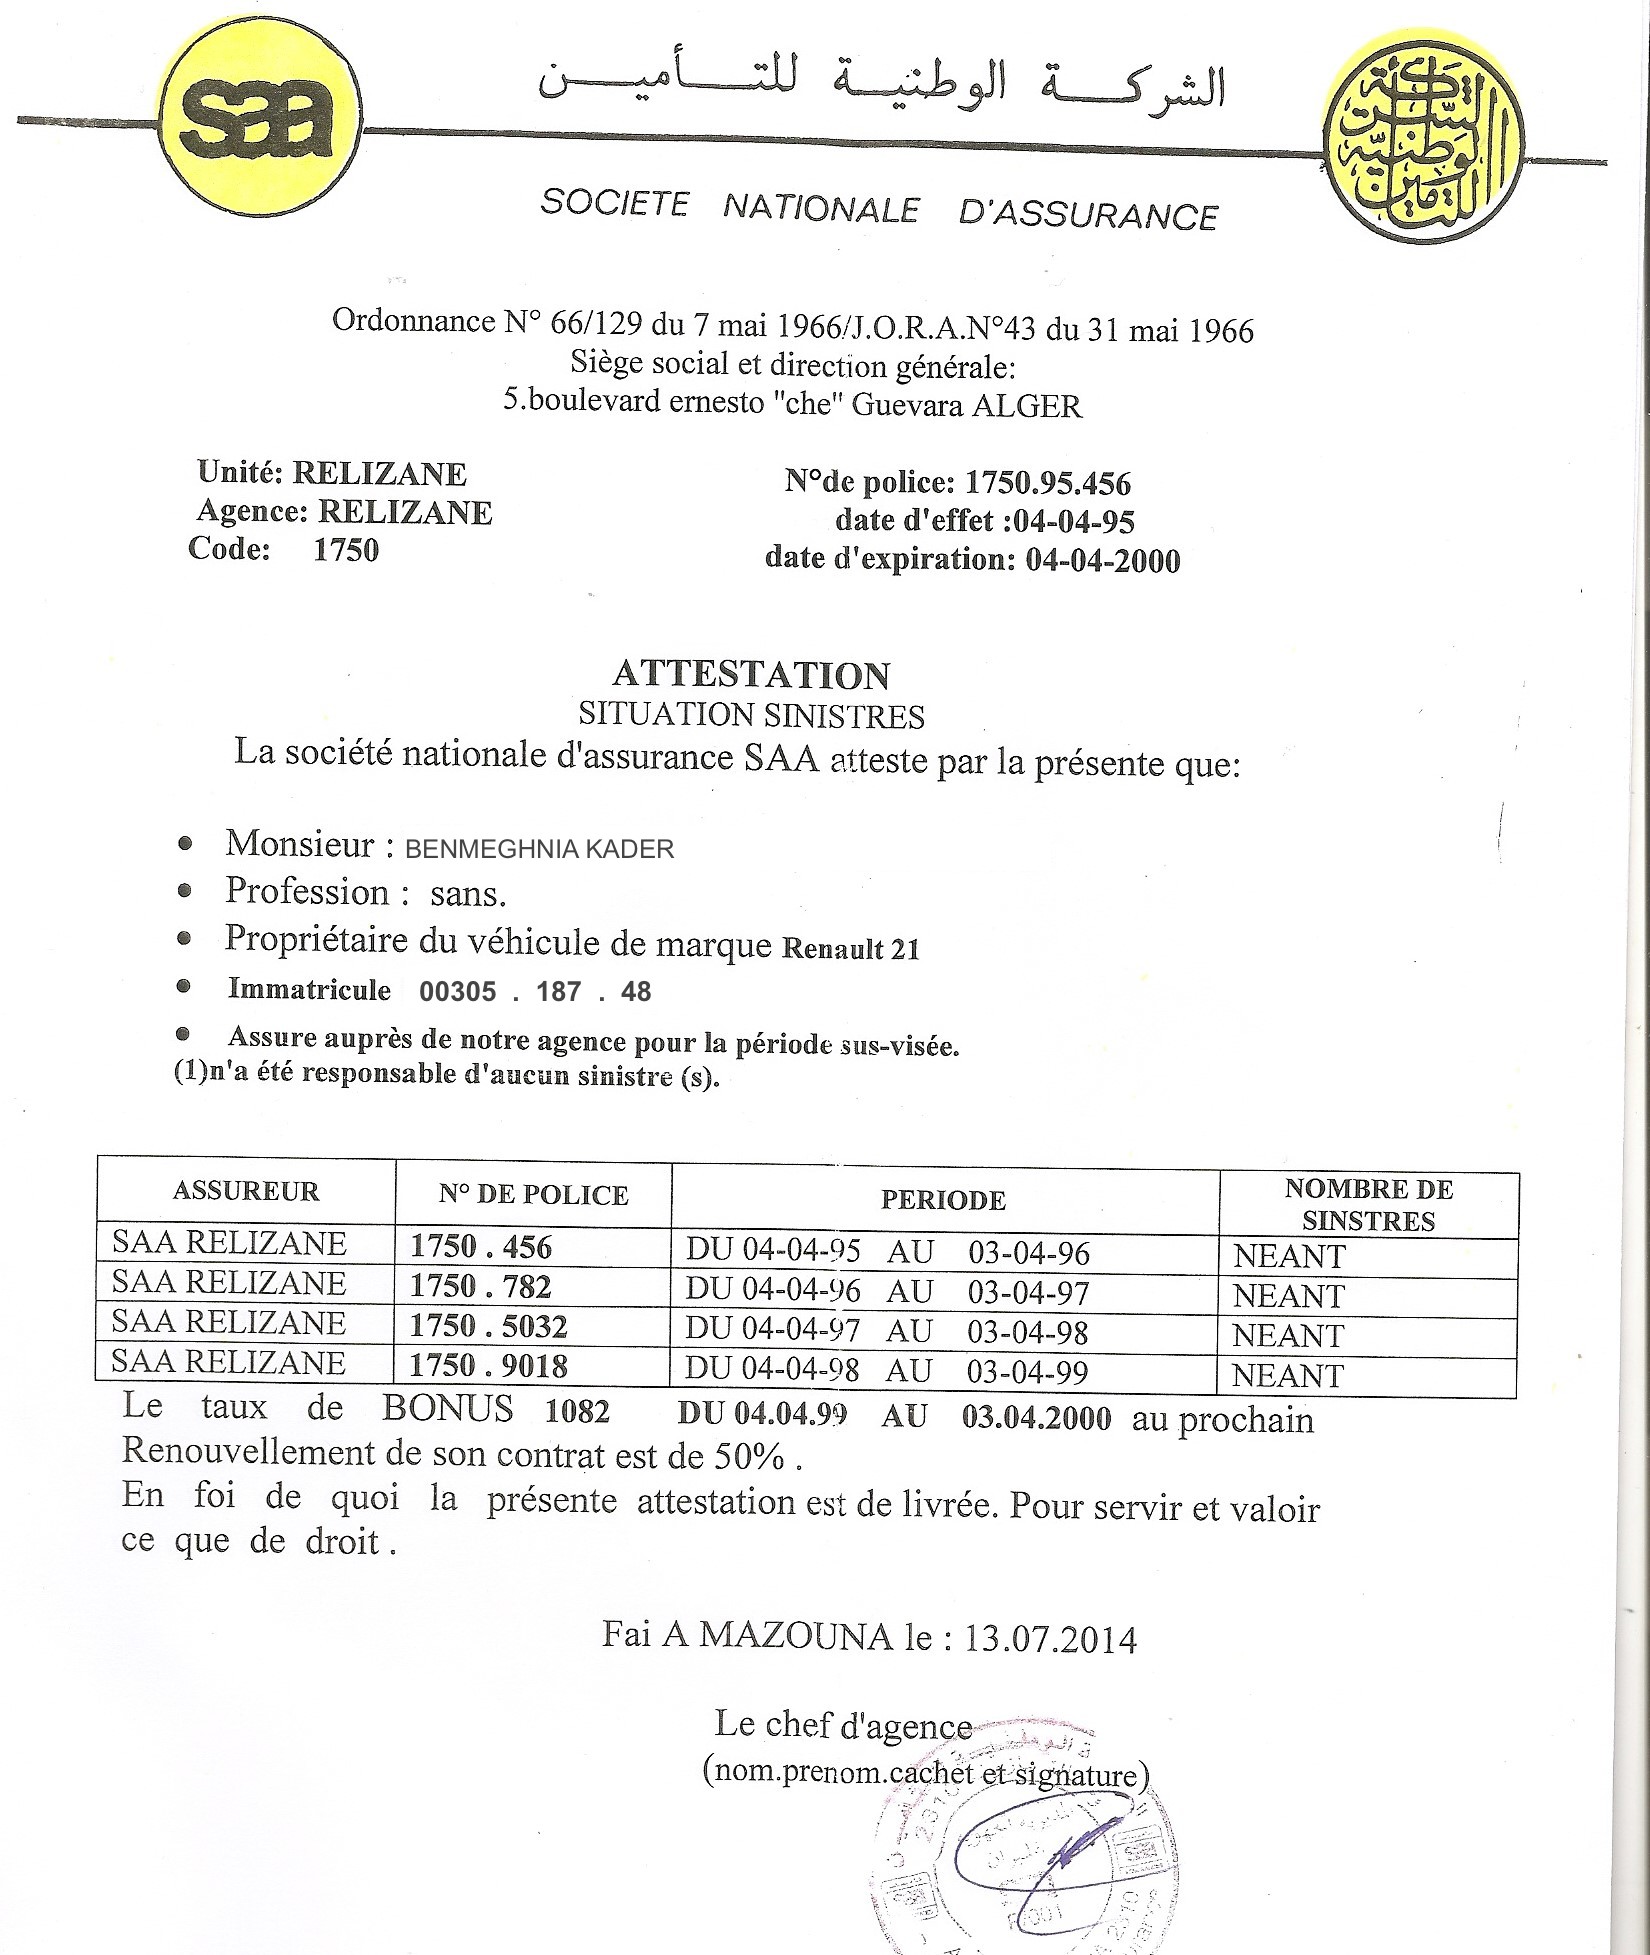 saa
الشركة الوطنية للتأمين
الشركة الوطنية للتأمين
SOCIETE NATIONALE D'ASSURANCE
Ordonnance N° 66/129 du 7 mai 1966/J.O.R.A.N°43 du 31 mai 1966
Siège social et direction générale:
5.boulevard ernesto "che" Guevara ALGER
Unité: RELIZANE
Agence: RELIZANE
Code: 1750
N°de police: 1750.95.456
date d'effet :04-04-95
date d'expiration: 04-04-2000
ATTESTATION
SITUATION SINISTRES
La société nationale d'assurance SAA atteste par la présente que:
• Monsieur : BENMEGHNIA KADER
• Profession : sans.
• Propriétaire du véhicule de marque Renault 21
• Immatricule 00305 . 187 . 48
• Assure auprès de notre agence pour la période sus-visée.
(1)n'a été responsable d'aucun sinistre (s).
ASSUREUR N° DE POLICE PERIODE NOMBRE DE SINSTRES
SAA RELIZANE 1750 . 456 DU 04-04-95 AU 03-04-96 NEANT
SAA RELIZANE 1750 . 782 DU 04-04-96 AU 03-04-97 NEANT
SAA RELIZANE 1750 . 5032 DU 04-04-97 AU 03-04-98 NEANT
SAA RELIZANE 1750 . 9018 DU 04-04-98 AU 03-04-99 NEANT
Le taux de BONUS 1082 DU 04.04.99 AU 03.04.2000 au prochain
Renouvellement de son contrat est de 50% .
En foi de quoi la présente attestation est de livrée. Pour servir et valoir
ce que de droit .
Fai A MAZOUNA le : 13.07.2014
Le chef d'agence
(nom.prenom.cachet et signature)